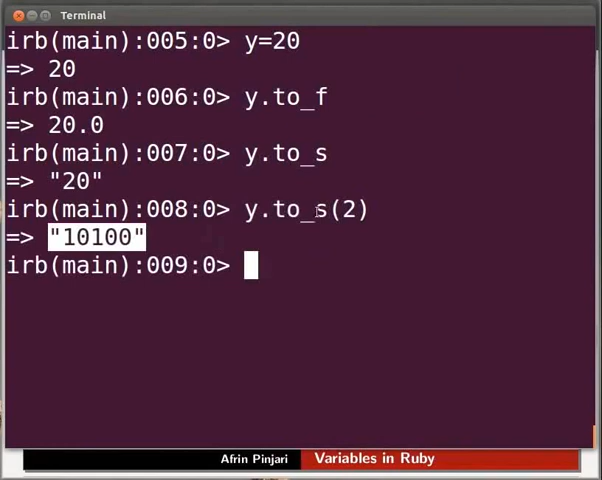 Terminal
irb(main):005:0> y=20
=> 20
irb(main):006:0> y.to_f
=> 20.0
irb(main):007:0> y.to_s
=> "20"
irb(main):008:0> y.to_s(2)
=> "10100"
irb(main):009:0>
Afrin Pinjari Variables in Ruby